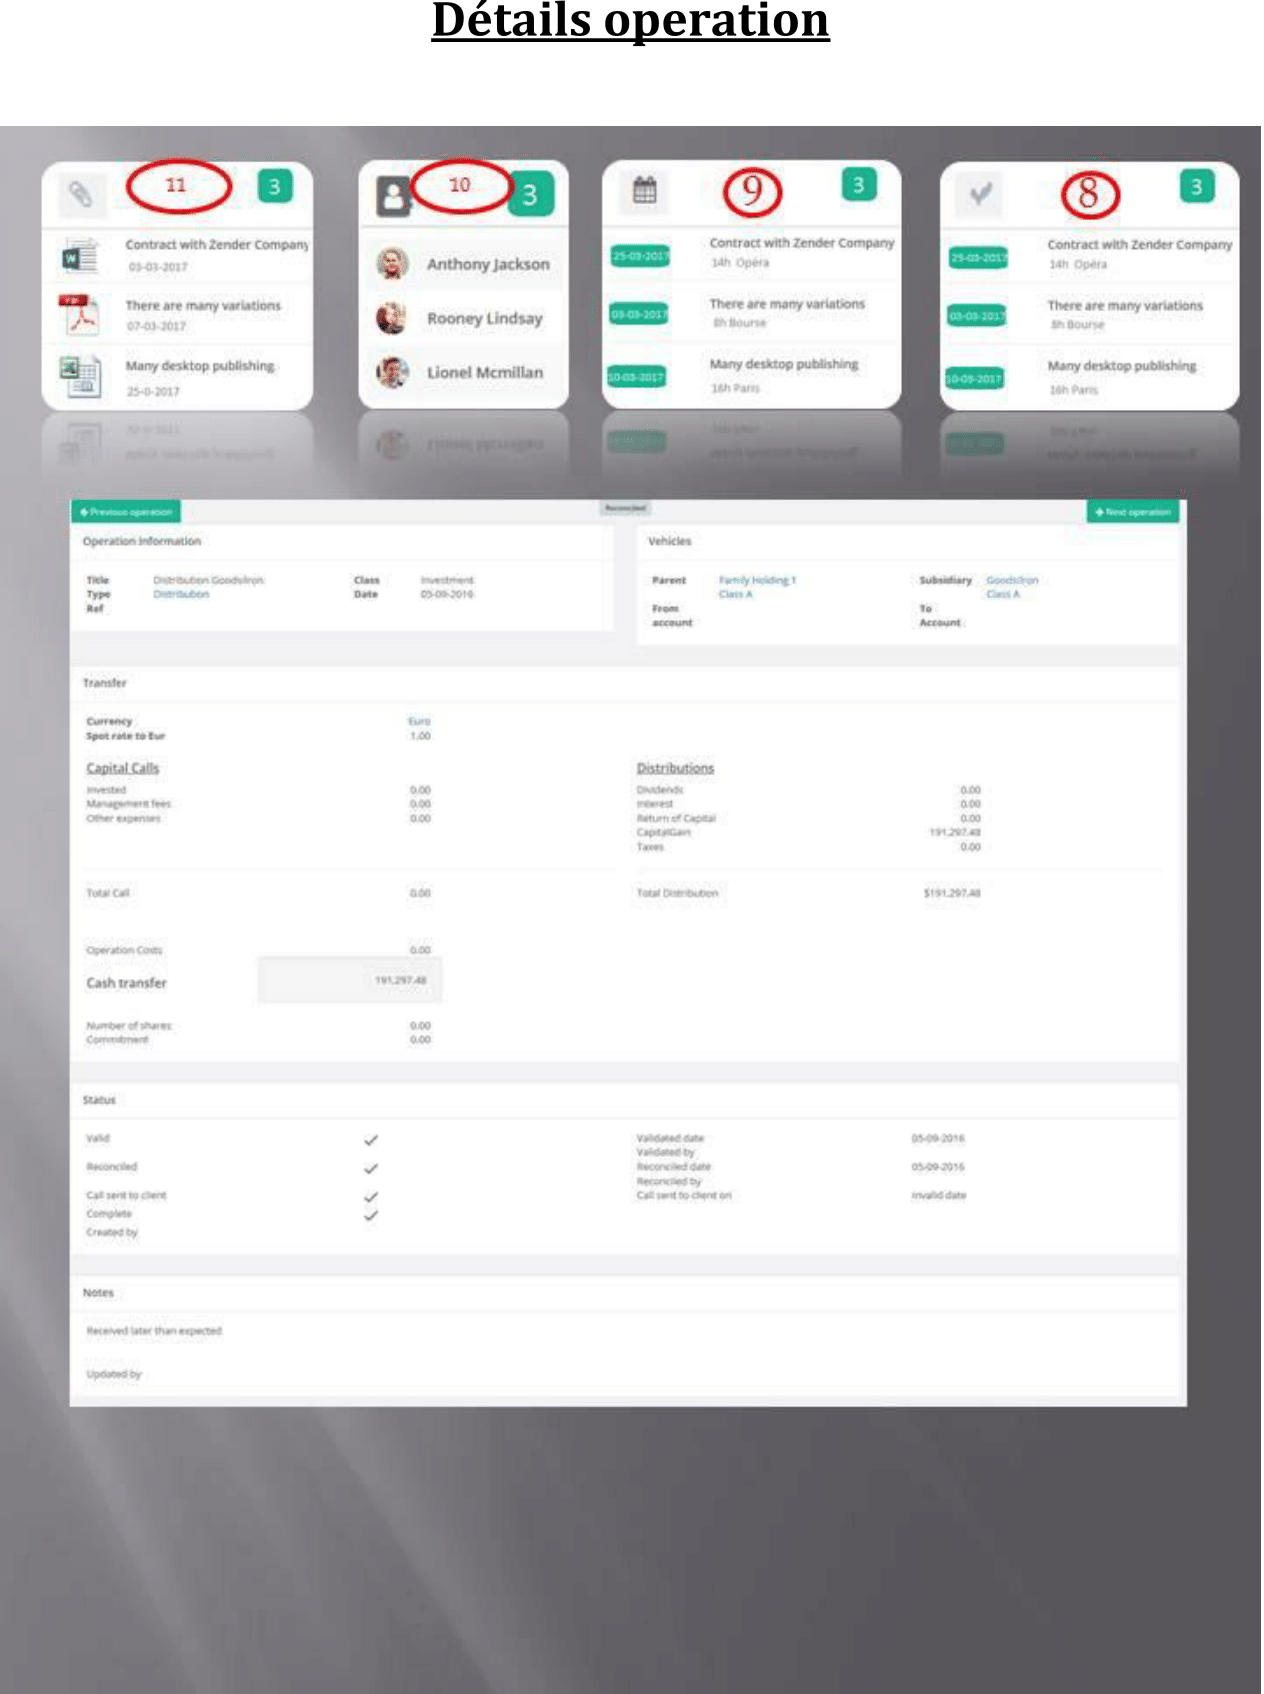 Détails operation
11
3
Contract with Zender Company
03-03-2017
There are many variations
07-03-2017
Many desktop publishing
25-0-2017
10
3
Anthony Jackson
Rooney Lindsay
Lionel Mcmillan
9
3
25-03-2017
Contract with Zender Company
14h Opéra
03-03-2017
There are many variations
8h Bourse
10-03-2017
Many desktop publishing
16h Paris
8
3
25-03-2017
Contract with Zender Company
14h Opéra
03-03-2017
There are many variations
8h Bourse
10-03-2017
Many desktop publishing
16h Paris
Previous operation
Reconciled
Next operation
Operation Information
Title Distribution GoodsIron Class Investment
Type Distribution Date 05-09-2016
Ref
Vehicles
Parent Family Holding 1 Subsidiary GoodsIron
Class A Class A
From To
account Account
Transfer
Currency Euro
Spot rate to Eur 1.00
Capital Calls
Invested 0.00
Management fees 0.00
Other expenses 0.00
Distributions
Dividends 0.00
Interest 0.00
Return of Capital 0.00
CapitalGain 191,297.48
Taxes 0.00
Total Call 0.00
Total Distribution $191,297.48
Operation Costs 0.00
Cash transfer 191,297.48
Number of shares 0.00
Commitment 0.00
Status
Valid
Reconciled
Call sent to client
Complete
Created by
Validated date 05-09-2016
Validated by
Reconciled date 05-09-2016
Reconciled by
Call sent to client on Invalid date
Notes
Received later than expected
Updated by